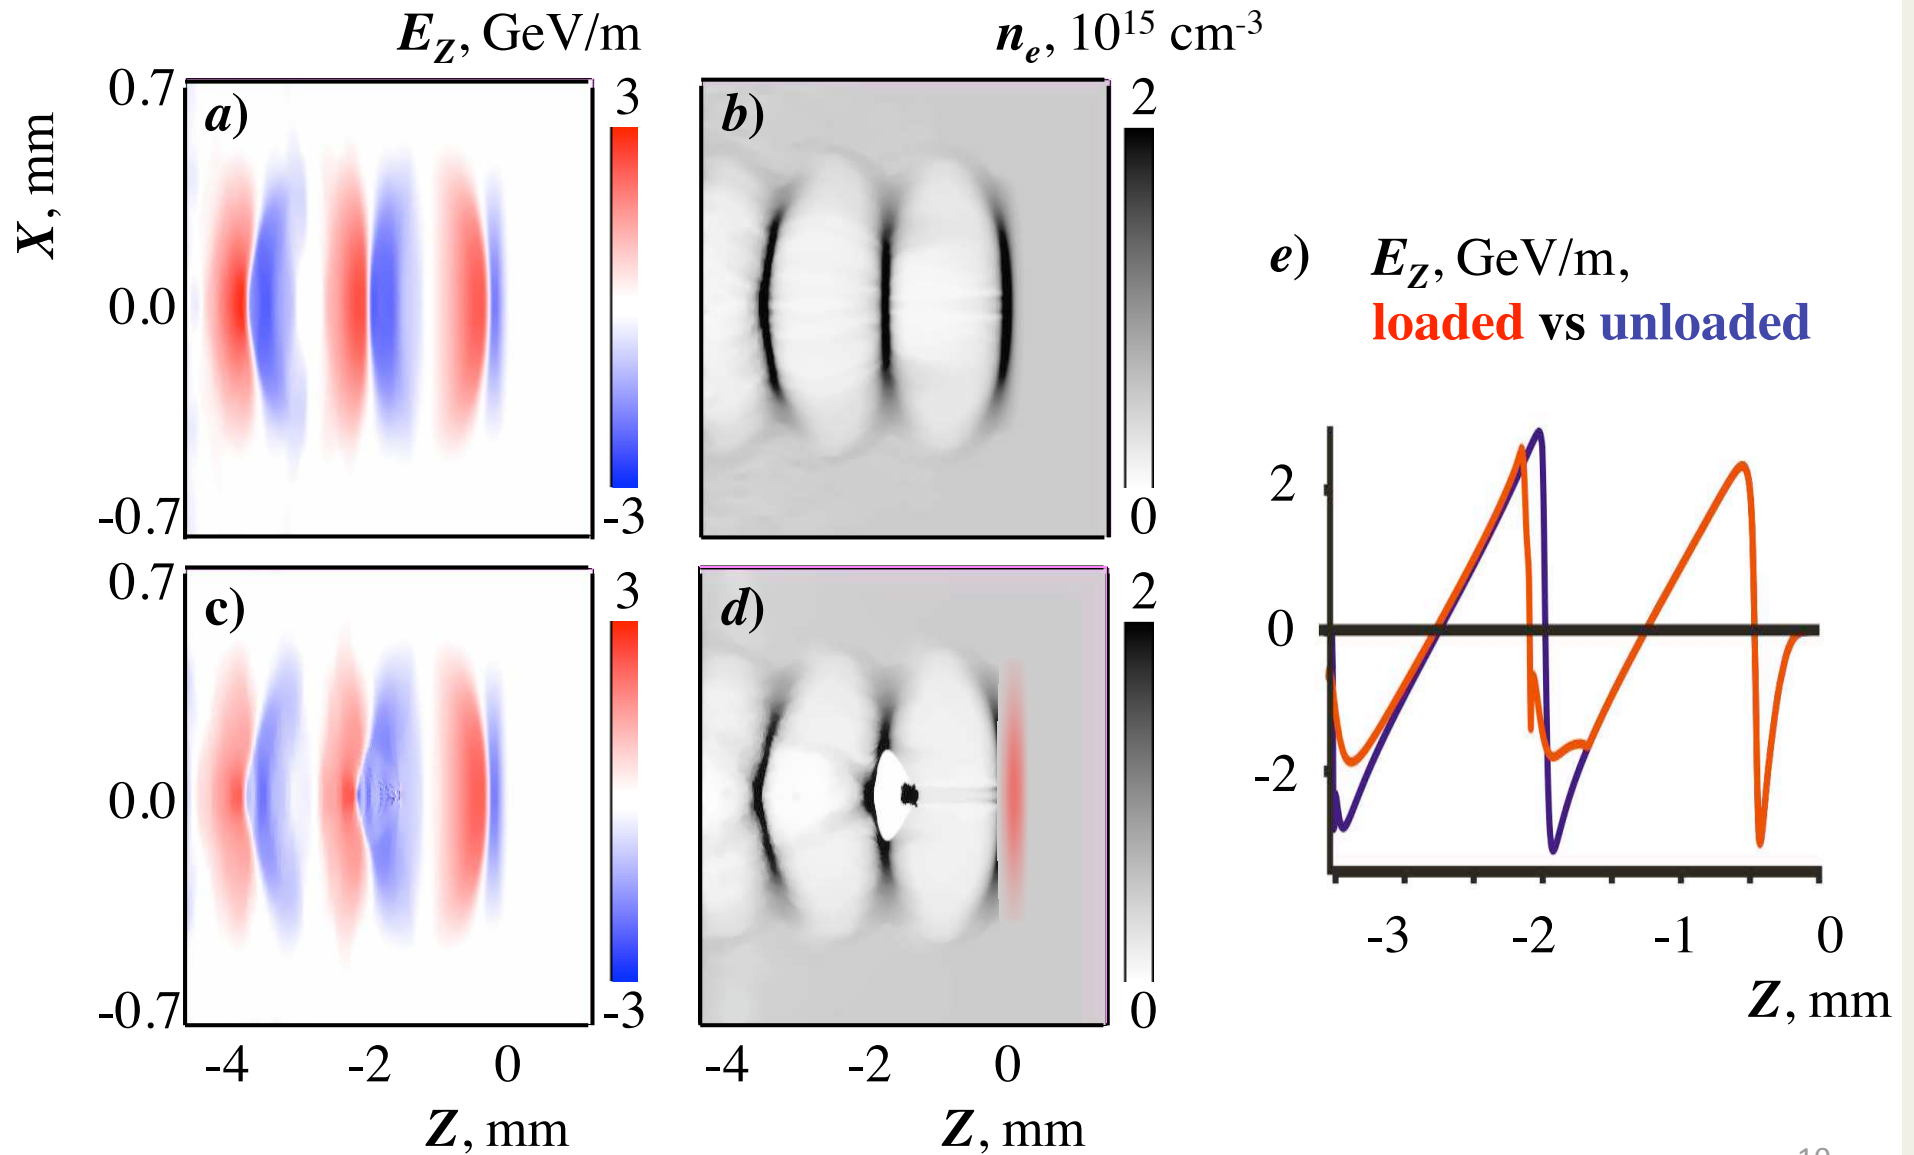 E_Z, GeV/m
n_e, 10¹⁵ cm⁻³
X, mm
0.7
0.0
-0.7
a)
3
-3
b)
2
0
0.7
0.0
-0.7
c)
3
-3
d)
2
0
-4 -2 0
Z, mm
-4 -2 0
Z, mm
e) E_Z, GeV/m,
loaded vs unloaded
2
0
-2
-3 -2 -1 0
Z, mm